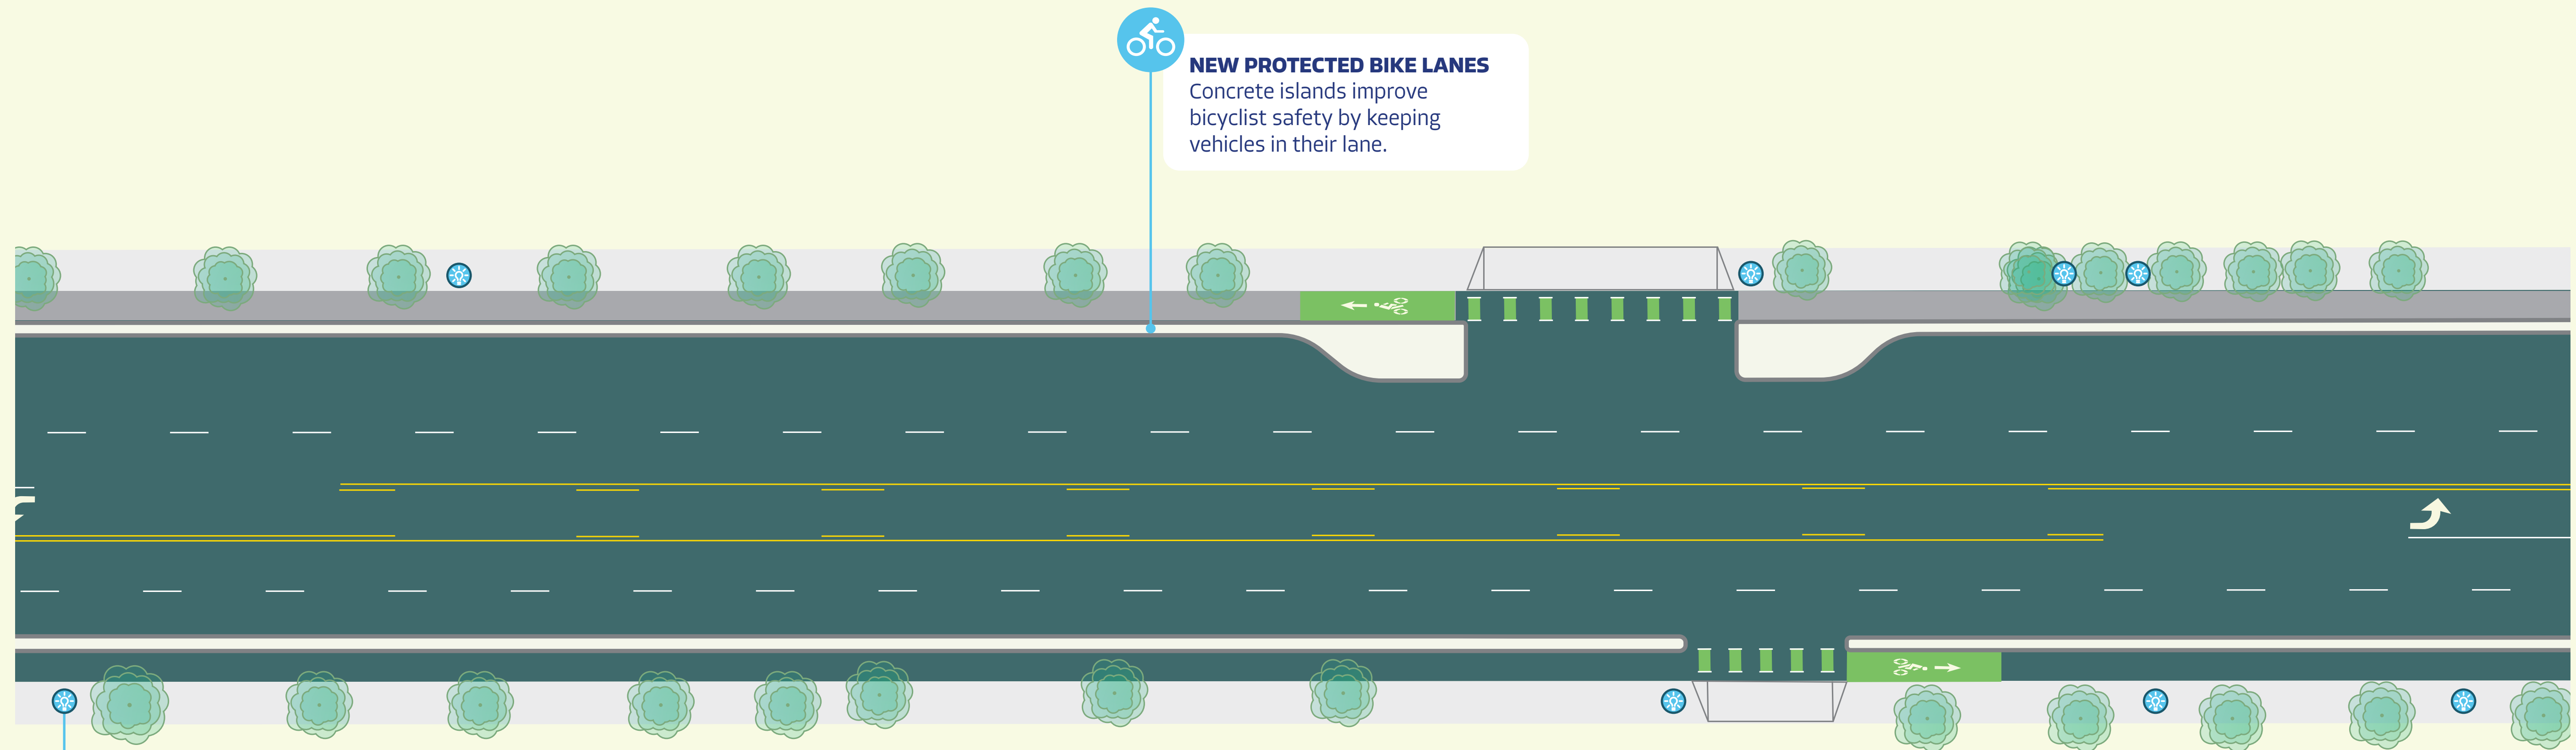 NEW PROTECTED BIKE LANES
Concrete islands improve
bicyclist safety by keeping
vehicles in their lane.